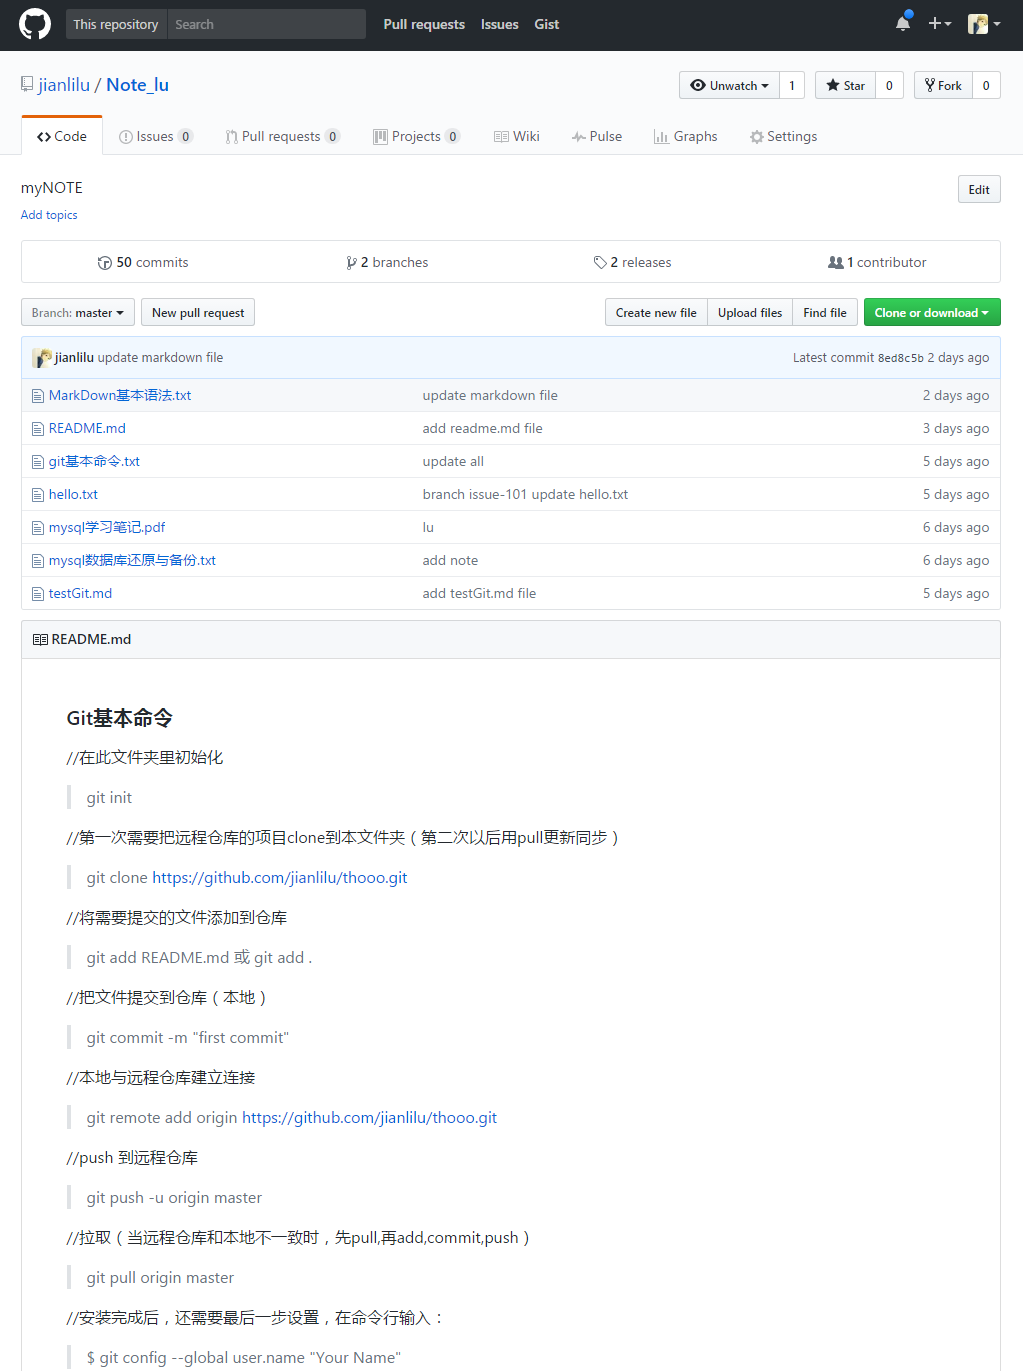 This repository Search Pull requests Issues Gist
jianlilu / Note_lu Unwatch 1 Star 0 Fork 0
Code Issues 0 Pull requests 0 Projects 0 Wiki Pulse Graphs Settings
myNOTE Edit
Add topics
50 commits 2 branches 2 releases 1 contributor
Branch: master New pull request Create new file Upload files Find file Clone or download
jianlilu update markdown file Latest commit 8ed8c5b 2 days ago
MarkDown基本语法.txt update markdown file 2 days ago
README.md add readme.md file 3 days ago
git基本命令.txt update all 5 days ago
hello.txt branch issue-101 update hello.txt 5 days ago
mysql学习笔记.pdf lu 6 days ago
mysql数据库还原与备份.txt add note 6 days ago
testGit.md add testGit.md file 5 days ago
README.md
Git基本命令
//在此文件夹里初始化
git init
//第一次需要把远程仓库的项目clone到本文件夹（第二次以后用pull更新同步）
git clone https://github.com/jianlilu/thooo.git
//将需要提交的文件添加到仓库
git add README.md 或 git add .
//把文件提交到仓库（本地）
git commit -m "first commit"
//本地与远程仓库建立连接
git remote add origin https://github.com/jianlilu/thooo.git
//push 到远程仓库
git push -u origin master
//拉取（当远程仓库和本地不一致时，先pull,再add,commit,push）
git pull origin master
//安装完成后，还需要最后一步设置，在命令行输入：
$ git config --global user.name "Your Name"